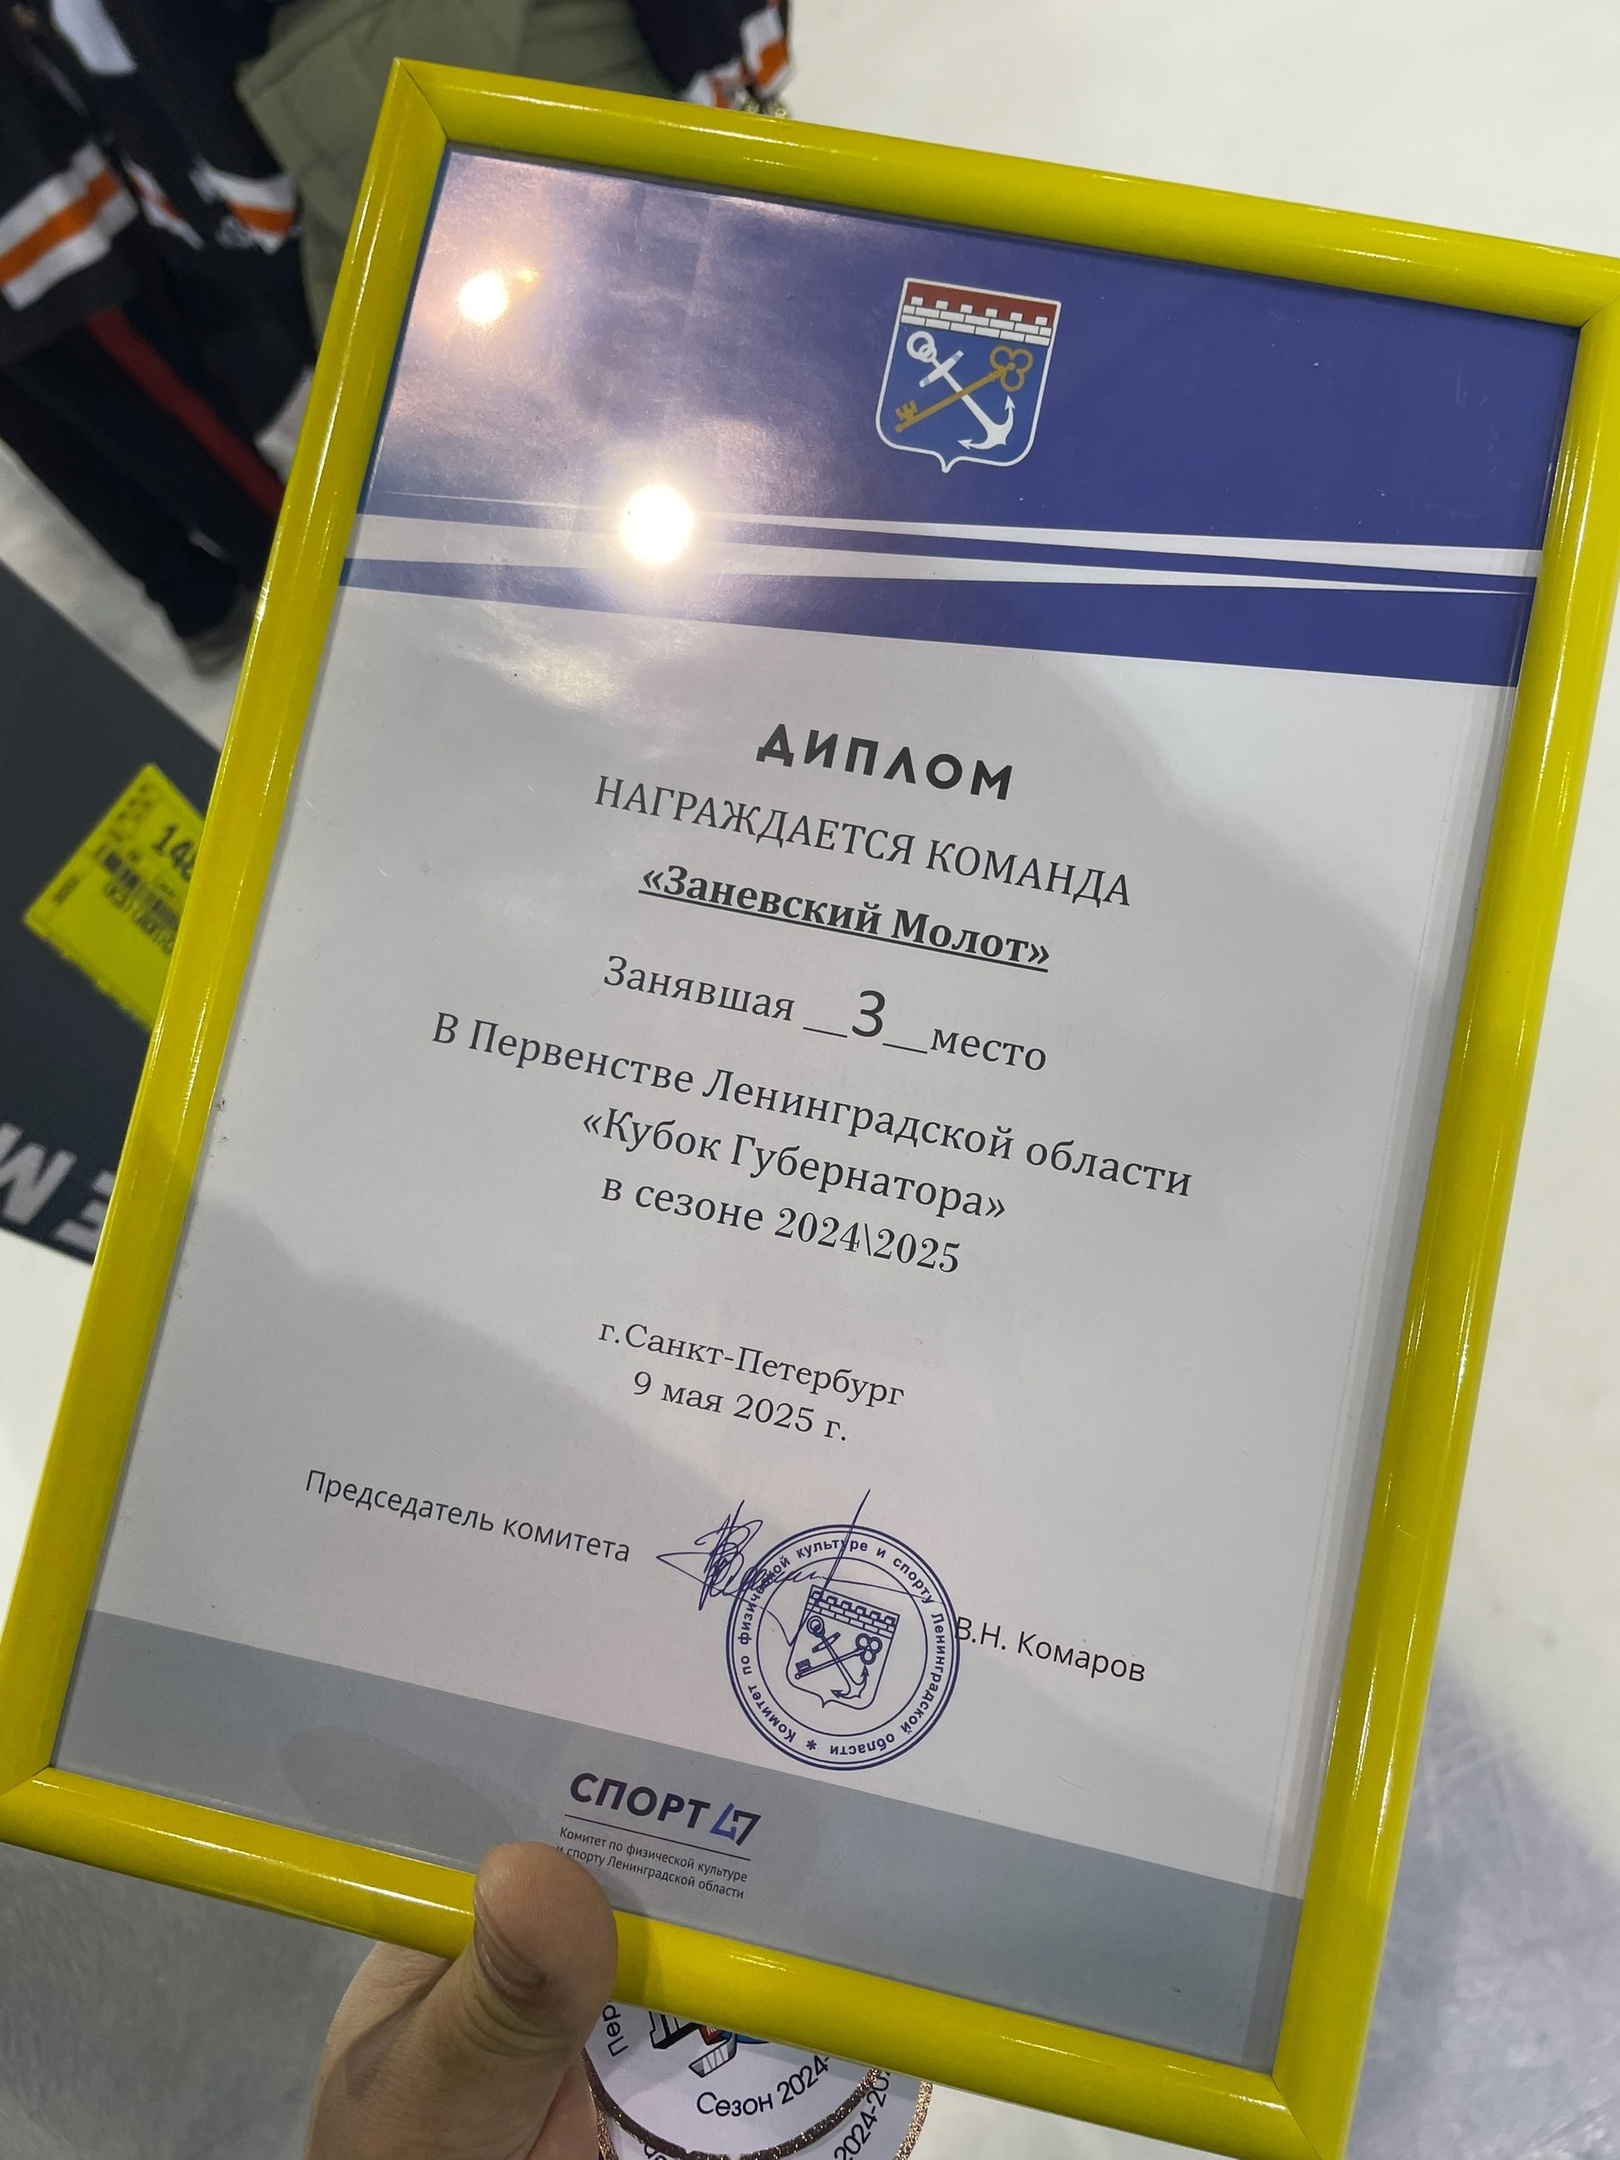 ДИПЛОМ
НАГРАЖДАЕТСЯ КОМАНДА
«Заневский Молот»
Занявшая __3__место
В Первенстве Ленинградской области
«Кубок Губернатора»
в сезоне 2024\2025
г.Санкт-Петербург
9 мая 2025 г.
Председатель комитета
В.Н. Комаров
Комитет по физической культуре и спорту Ленинградской области *
СПОРТ 47
Комитет по физической культуре
и спорту Ленинградской области
Сезон 2024-
2024-202